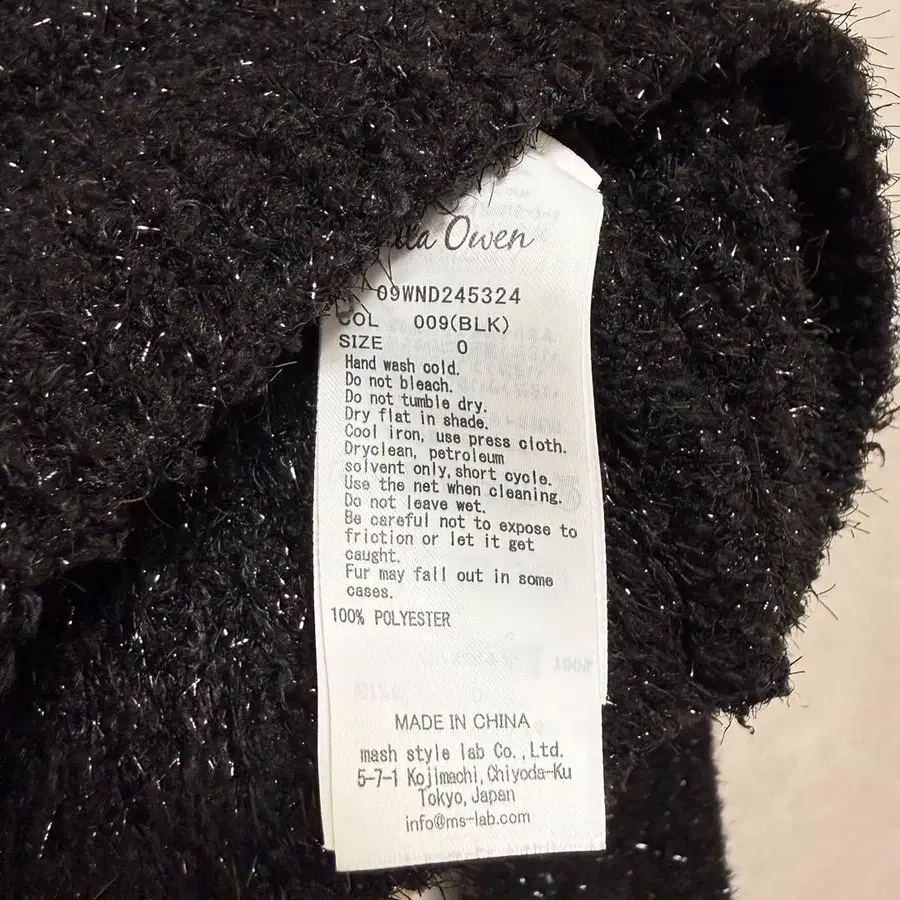 Owen
09WND245324
COL 009(BLK)
SIZE 0
Hand wash cold.
Do not bleach.
Do not tumble dry.
Dry flat in shade.
Cool iron, use press cloth.
Dryclean, petroleum
solvent only,short cycle.
Use the net when cleaning.
Do not leave wet.
Be careful not to expose to
friction or let it get
caught.
Fur may fall out in some
cases.
100% POLYESTER
MADE IN CHINA
mash style lab Co.,Ltd.
5-7-1 Kojimachi,Chiyoda-Ku
Tokyo,Japan
info@ms-lab.com